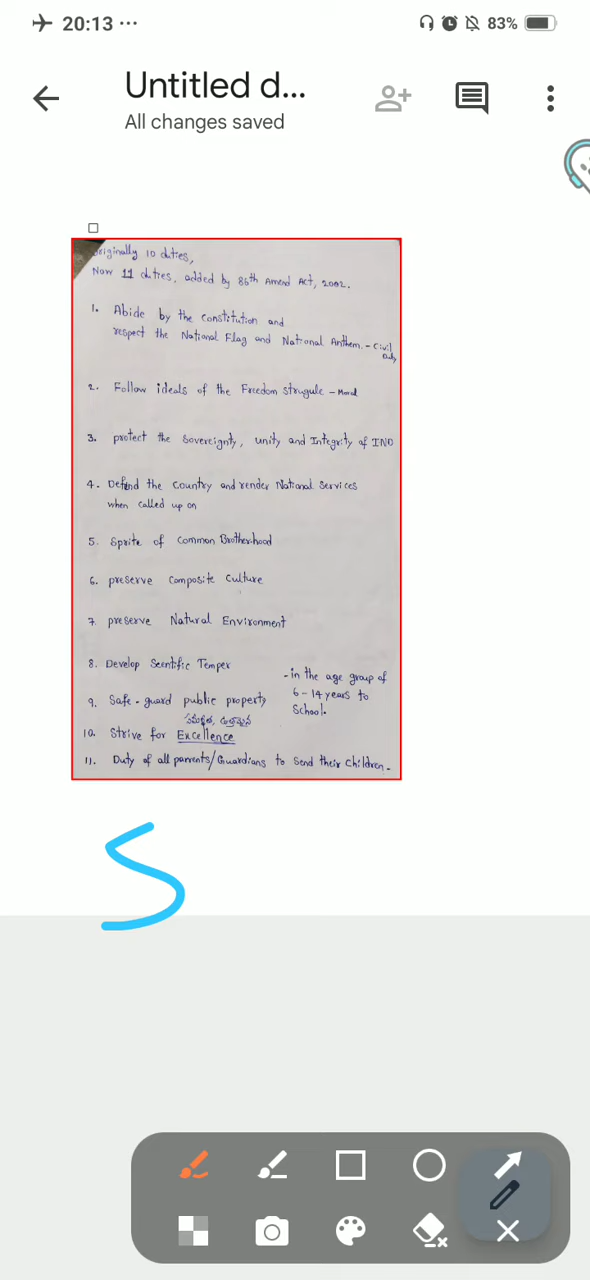 20:13 ...
83%
Untitled d...
All changes saved
originally 10 duties,
Now 11 duties, added by 86th Amend Act, 2002.
1. Abide by the constitution and
respect the National Flag and National Anthem. - Civil
Duty
2. Follow ideals of the Freedom strugule - Moral
3. protect the Sovereignty, unity and Integrity of IND
4. Defend the Country and render National Services
when called up on
5. Sprite of Common Brotherhood
6. preserve Composite Culture
7. preserve Natural Environment
8. Develop Scentific Temper
- in the age group of
6-14 years to
School.
9. Safe-guard public property
10. Strive for Excellence
11. Duty of all parvents/Guardians to Send their Children -
S